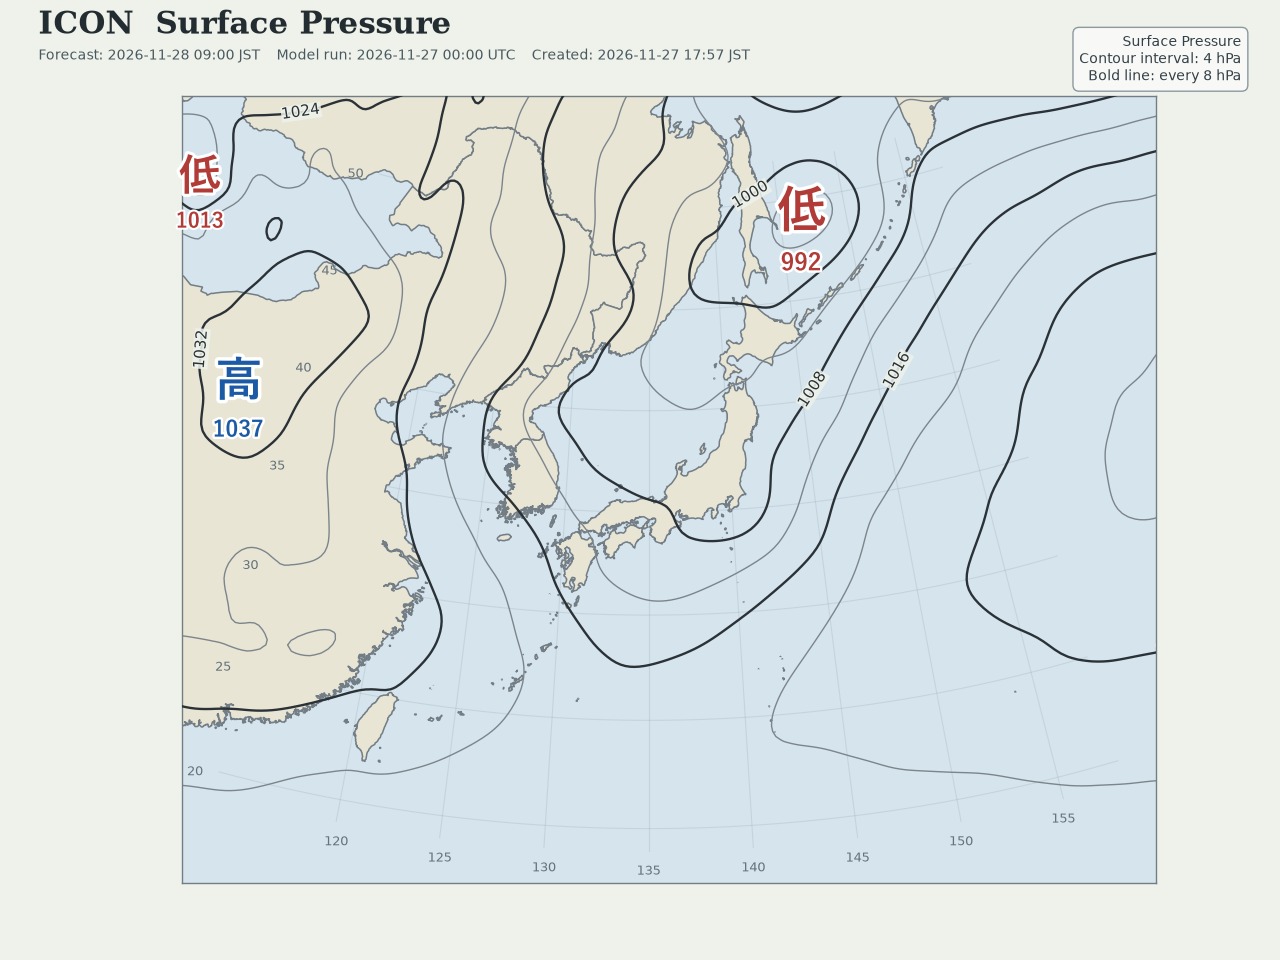 ICON  Surface Pressure
Forecast: 2026-11-28 09:00 JST    Model run: 2026-11-27 00:00 UTC    Created: 2026-11-27 17:57 JST
Surface Pressure
Contour interval: 4 hPa
Bold line: every 8 hPa
1024
低
1013
50
1000
低
992
45
1032
高
1037
40
1008
1016
35
30
25
20
120
125
130
135
140
145
150
155